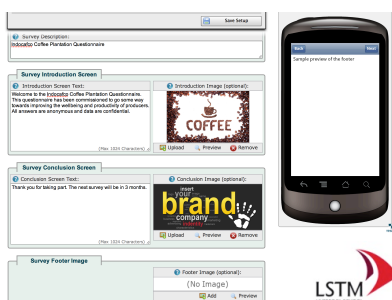 Save Setup
Survey Description:
Indocafco Coffee Plantation Questionnaire
Survey Introduction Screen
Introduction Screen Text:
Introduction Image (optional):
Welcome to the Indocafco Coffee Plantation Questionnaire.
This questionnaire has been commissioned to go some way
towards improving the wellbeing and productivity of producers.
All answers are anonymous and data are confidential.
COFFEE
(Max 1024 Characters)
Upload Preview Remove
Survey Conclusion Screen
Conclusion Screen Text:
Conclusion Image (optional):
Thank you for taking part. The next survey will be in 3 months.
insert
your
brand
company
(Max 1024 Characters)
Upload Preview Remove
Survey Footer Image
Footer Image (optional):
(No Image)
Add Preview
Back Next
Sample preview of the footer
LSTM